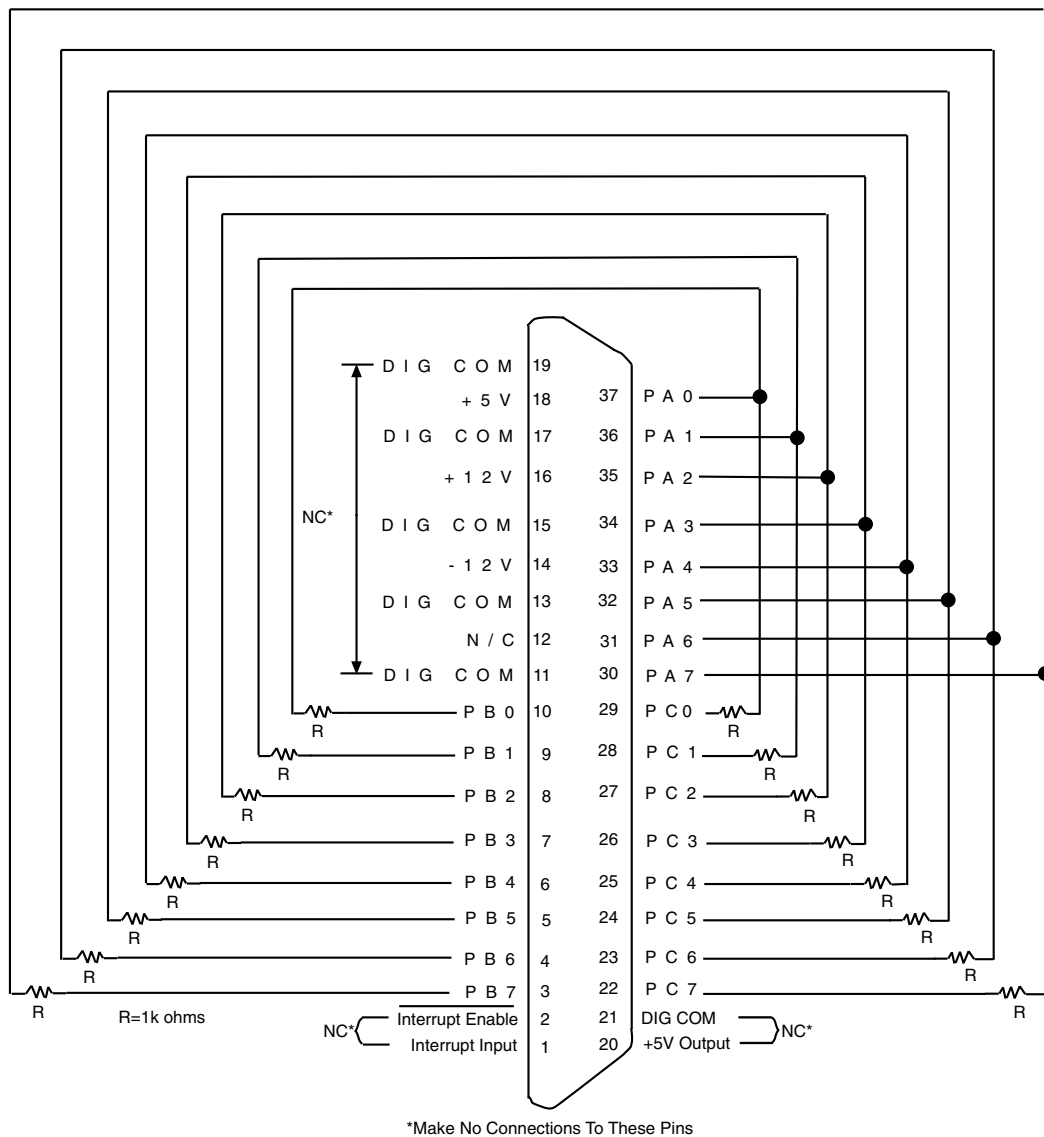 DIG COM 19
37 PA0
+5V 18
DIG COM 17
36 PA1
+12V 16
35 PA2
NC*
DIG COM 15
34 PA3
-12V 14
33 PA4
DIG COM 13
32 PA5
N/C 12
31 PA6
DIG COM 11
30 PA7
R
PB0 10
29 PC0
R
R
PB1 9
28 PC1
R
R
PB2 8
27 PC2
R
R
PB3 7
26 PC3
R
R
PB4 6
25 PC4
R
R
PB5 5
24 PC5
R
R
PB6 4
23 PC6
R
R
PB7 3
22 PC7
R
R=1k ohms
NC*
Interrupt Enable 2
21 DIG COM
NC*
Interrupt Input 1
20 +5V Output
*Make No Connections To These Pins